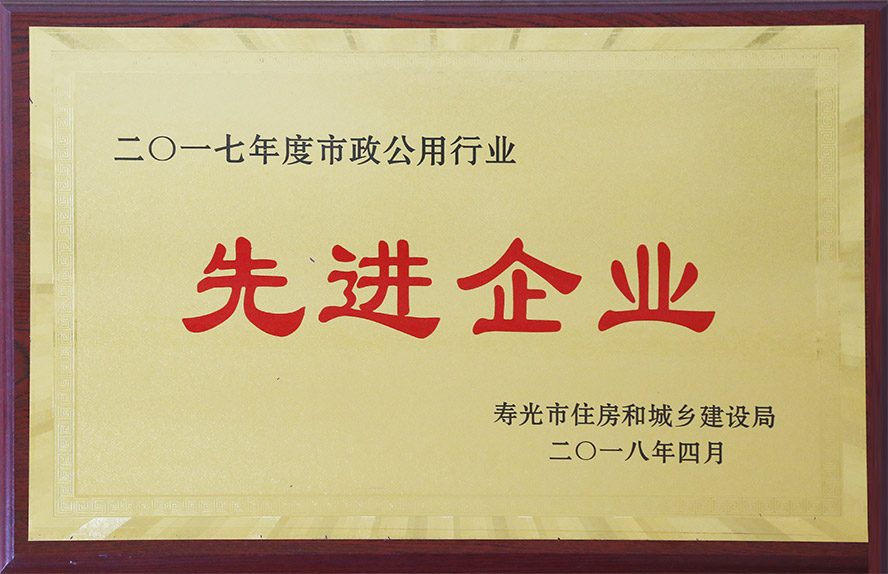 二〇一七年度市政公用行业
先进企业
寿光市住房和城乡建设局
二〇一八年四月